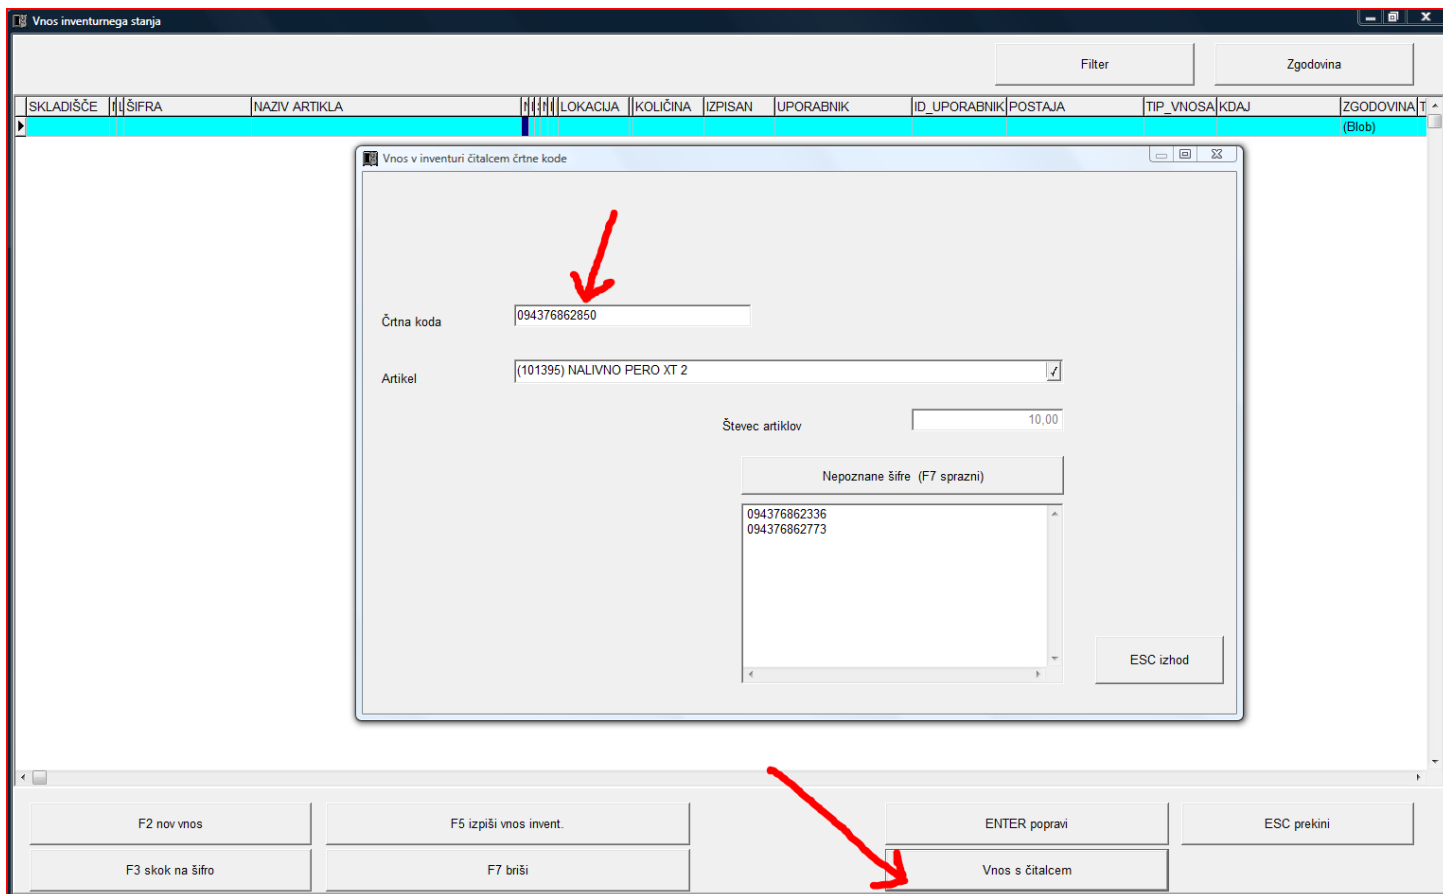 Vnos inventurnega stanja
Filter
Zgodovina
SKLADIŠČE ŠIFRA NAZIV ARTIKLA LOKACIJA KOLIČINA IZPISAN UPORABNIK ID_UPORABNIK POSTAJA TIP_VNOSA KDAJ ZGODOVINA T
(Blob)
Vnos v inventuri čitalcem črtne kode
Črtna koda 094376862850
Artikel (101395) NALIVNO PERO XT 2
Števec artiklov 10,00
Nepoznane šifre (F7 sprazni)
094376862336
094376862773
ESC izhod
F2 nov vnos F5 izpiši vnos invent. ENTER popravi ESC prekini
F3 skok na šifro F7 briši Vnos s čitalcem